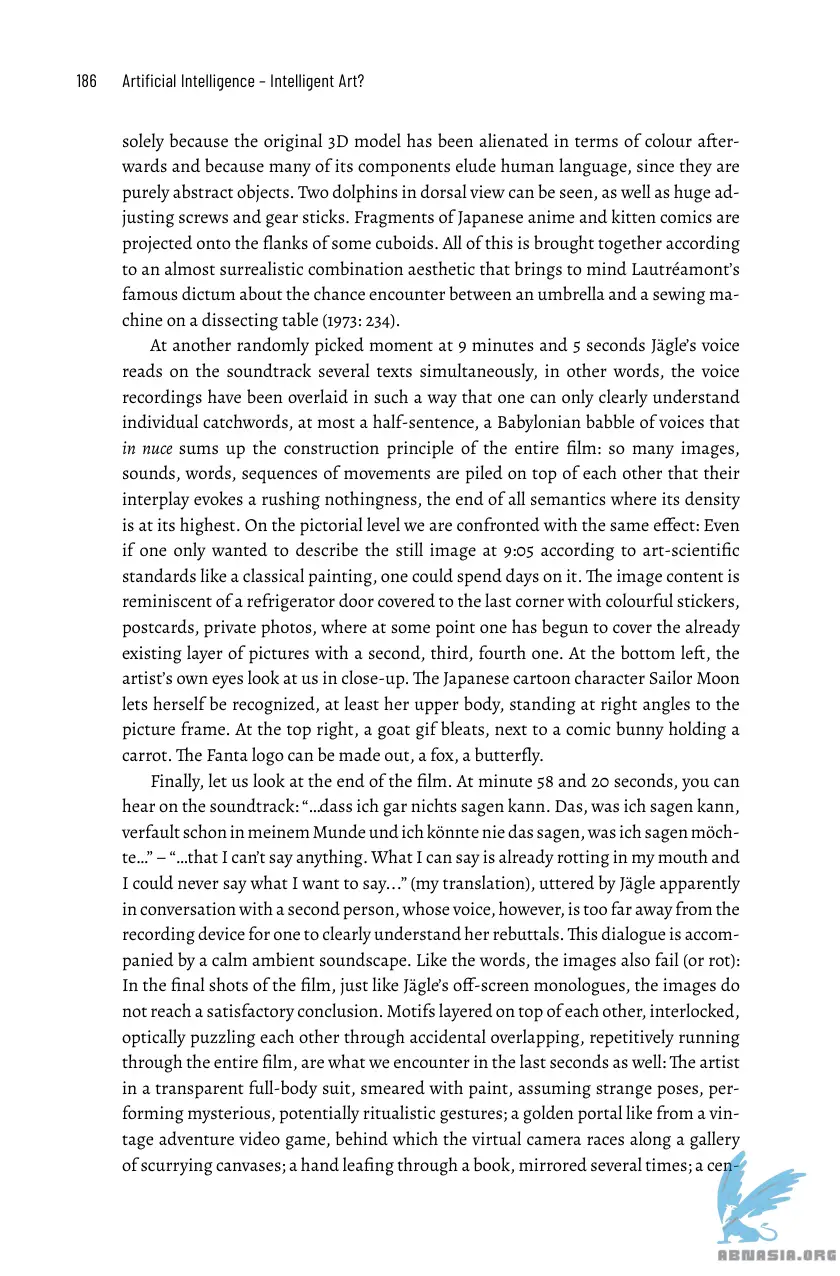 186 Artificial Intelligence – Intelligent Art?
solely because the original 3D model has been alienated in terms of colour after-
wards and because many of its components elude human language, since they are
purely abstract objects. Two dolphins in dorsal view can be seen, as well as huge ad-
justing screws and gear sticks. Fragments of Japanese anime and kitten comics are
projected onto the flanks of some cuboids. All of this is brought together according
to an almost surrealistic combination aesthetic that brings to mind Lautréamont’s
famous dictum about the chance encounter between an umbrella and a sewing ma-
chine on a dissecting table (1973: 234).
At another randomly picked moment at 9 minutes and 5 seconds Jägle’s voice
reads on the soundtrack several texts simultaneously, in other words, the voice
recordings have been overlaid in such a way that one can only clearly understand
individual catchwords, at most a half-sentence, a Babylonian babble of voices that
in nuce sums up the construction principle of the entire film: so many images,
sounds, words, sequences of movements are piled on top of each other that their
interplay evokes a rushing nothingness, the end of all semantics where its density
is at its highest. On the pictorial level we are confronted with the same effect: Even
if one only wanted to describe the still image at 9:05 according to art-scientific
standards like a classical painting, one could spend days on it. The image content is
reminiscent of a refrigerator door covered to the last corner with colourful stickers,
postcards, private photos, where at some point one has begun to cover the already
existing layer of pictures with a second, third, fourth one. At the bottom left, the
artist’s own eyes look at us in close-up. The Japanese cartoon character Sailor Moon
lets herself be recognized, at least her upper body, standing at right angles to the
picture frame. At the top right, a goat gif bleats, next to a comic bunny holding a
carrot. The Fanta logo can be made out, a fox, a butterfly.
Finally, let us look at the end of the film. At minute 58 and 20 seconds, you can
hear on the soundtrack: “…dass ich gar nichts sagen kann. Das, was ich sagen kann,
verfault schon in meinem Munde und ich könnte nie das sagen, was ich sagen möch-
te…” – “…that I can’t say anything. What I can say is already rotting in my mouth and
I could never say what I want to say…” (my translation), uttered by Jägle apparently
in conversation with a second person, whose voice, however, is too far away from the
recording device for one to clearly understand her rebuttals. This dialogue is accom-
panied by a calm ambient soundscape. Like the words, the images also fail (or rot):
In the final shots of the film, just like Jägle’s off-screen monologues, the images do
not reach a satisfactory conclusion. Motifs layered on top of each other, interlocked,
optically puzzling each other through accidental overlapping, repetitively running
through the entire film, are what we encounter in the last seconds as well: The artist
in a transparent full-body suit, smeared with paint, assuming strange poses, per-
forming mysterious, potentially ritualistic gestures; a golden portal like from a vin-
tage adventure video game, behind which the virtual camera races along a gallery
of scurrying canvases; a hand leafing through a book, mirrored several times; a cen-
ABNASIA.ORG